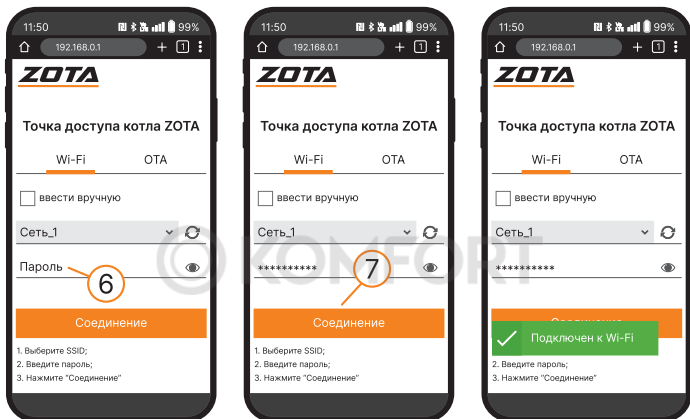 11:50
99%
192.168.0.1
1
ZOTA
Точка доступа котла ZOTA
Wi-Fi
OTA
ввести вручную
Сеть_1
Пароль
6
Соединение
1. Выберите SSID;
2. Введите пароль;
3. Нажмите “Соединение”
11:50
99%
192.168.0.1
1
ZOTA
Точка доступа котла ZOTA
Wi-Fi
OTA
ввести вручную
Сеть_1
**********
7
Соединение
1. Выберите SSID;
2. Введите пароль;
3. Нажмите “Соединение”
11:50
99%
192.168.0.1
1
ZOTA
Точка доступа котла ZOTA
Wi-Fi
OTA
ввести вручную
Сеть_1
**********
Подключен к Wi-Fi
2. Введите пароль;
3. Нажмите “Соединение”
KOMFORT